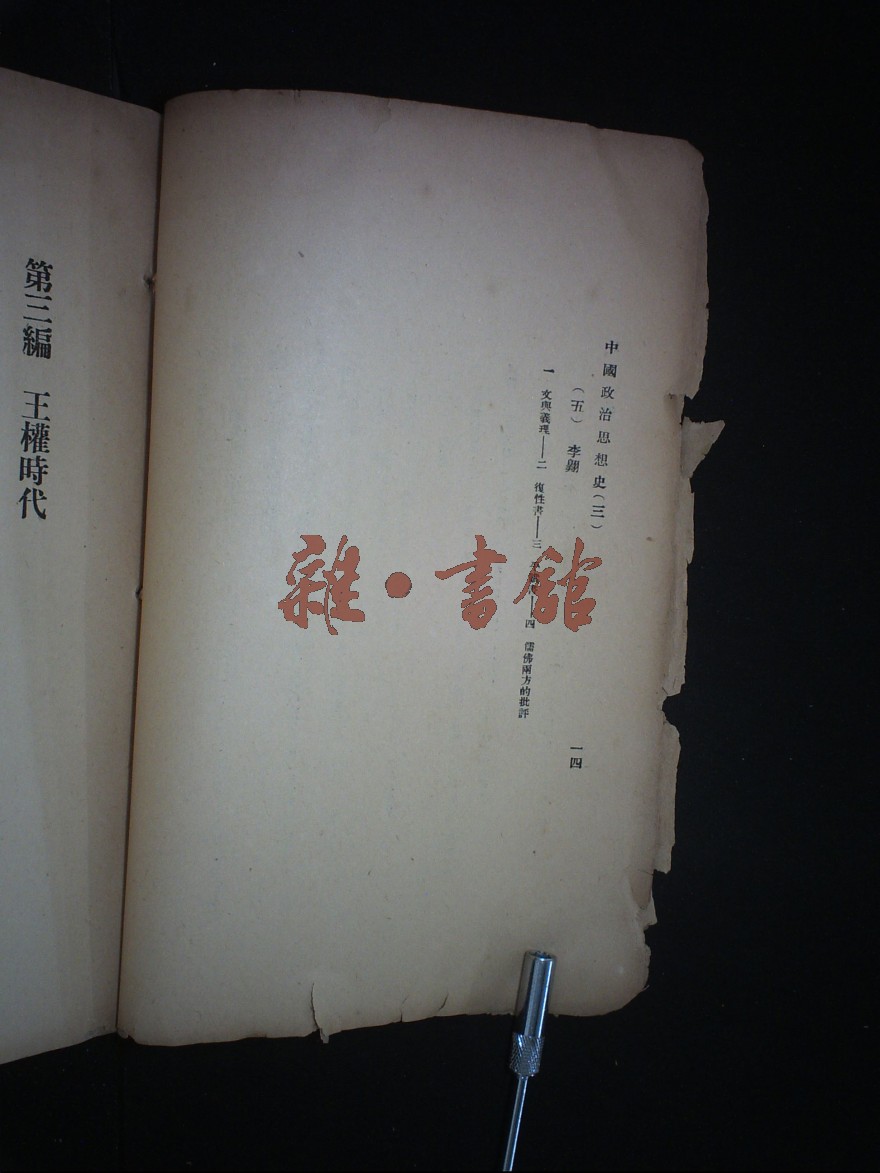 中國政治思想史(三)
(五) 李翱
一四
一 文與義理——二 復性書——三 ——四 儒佛兩方的批評
第三編 王權時代
雜·書館